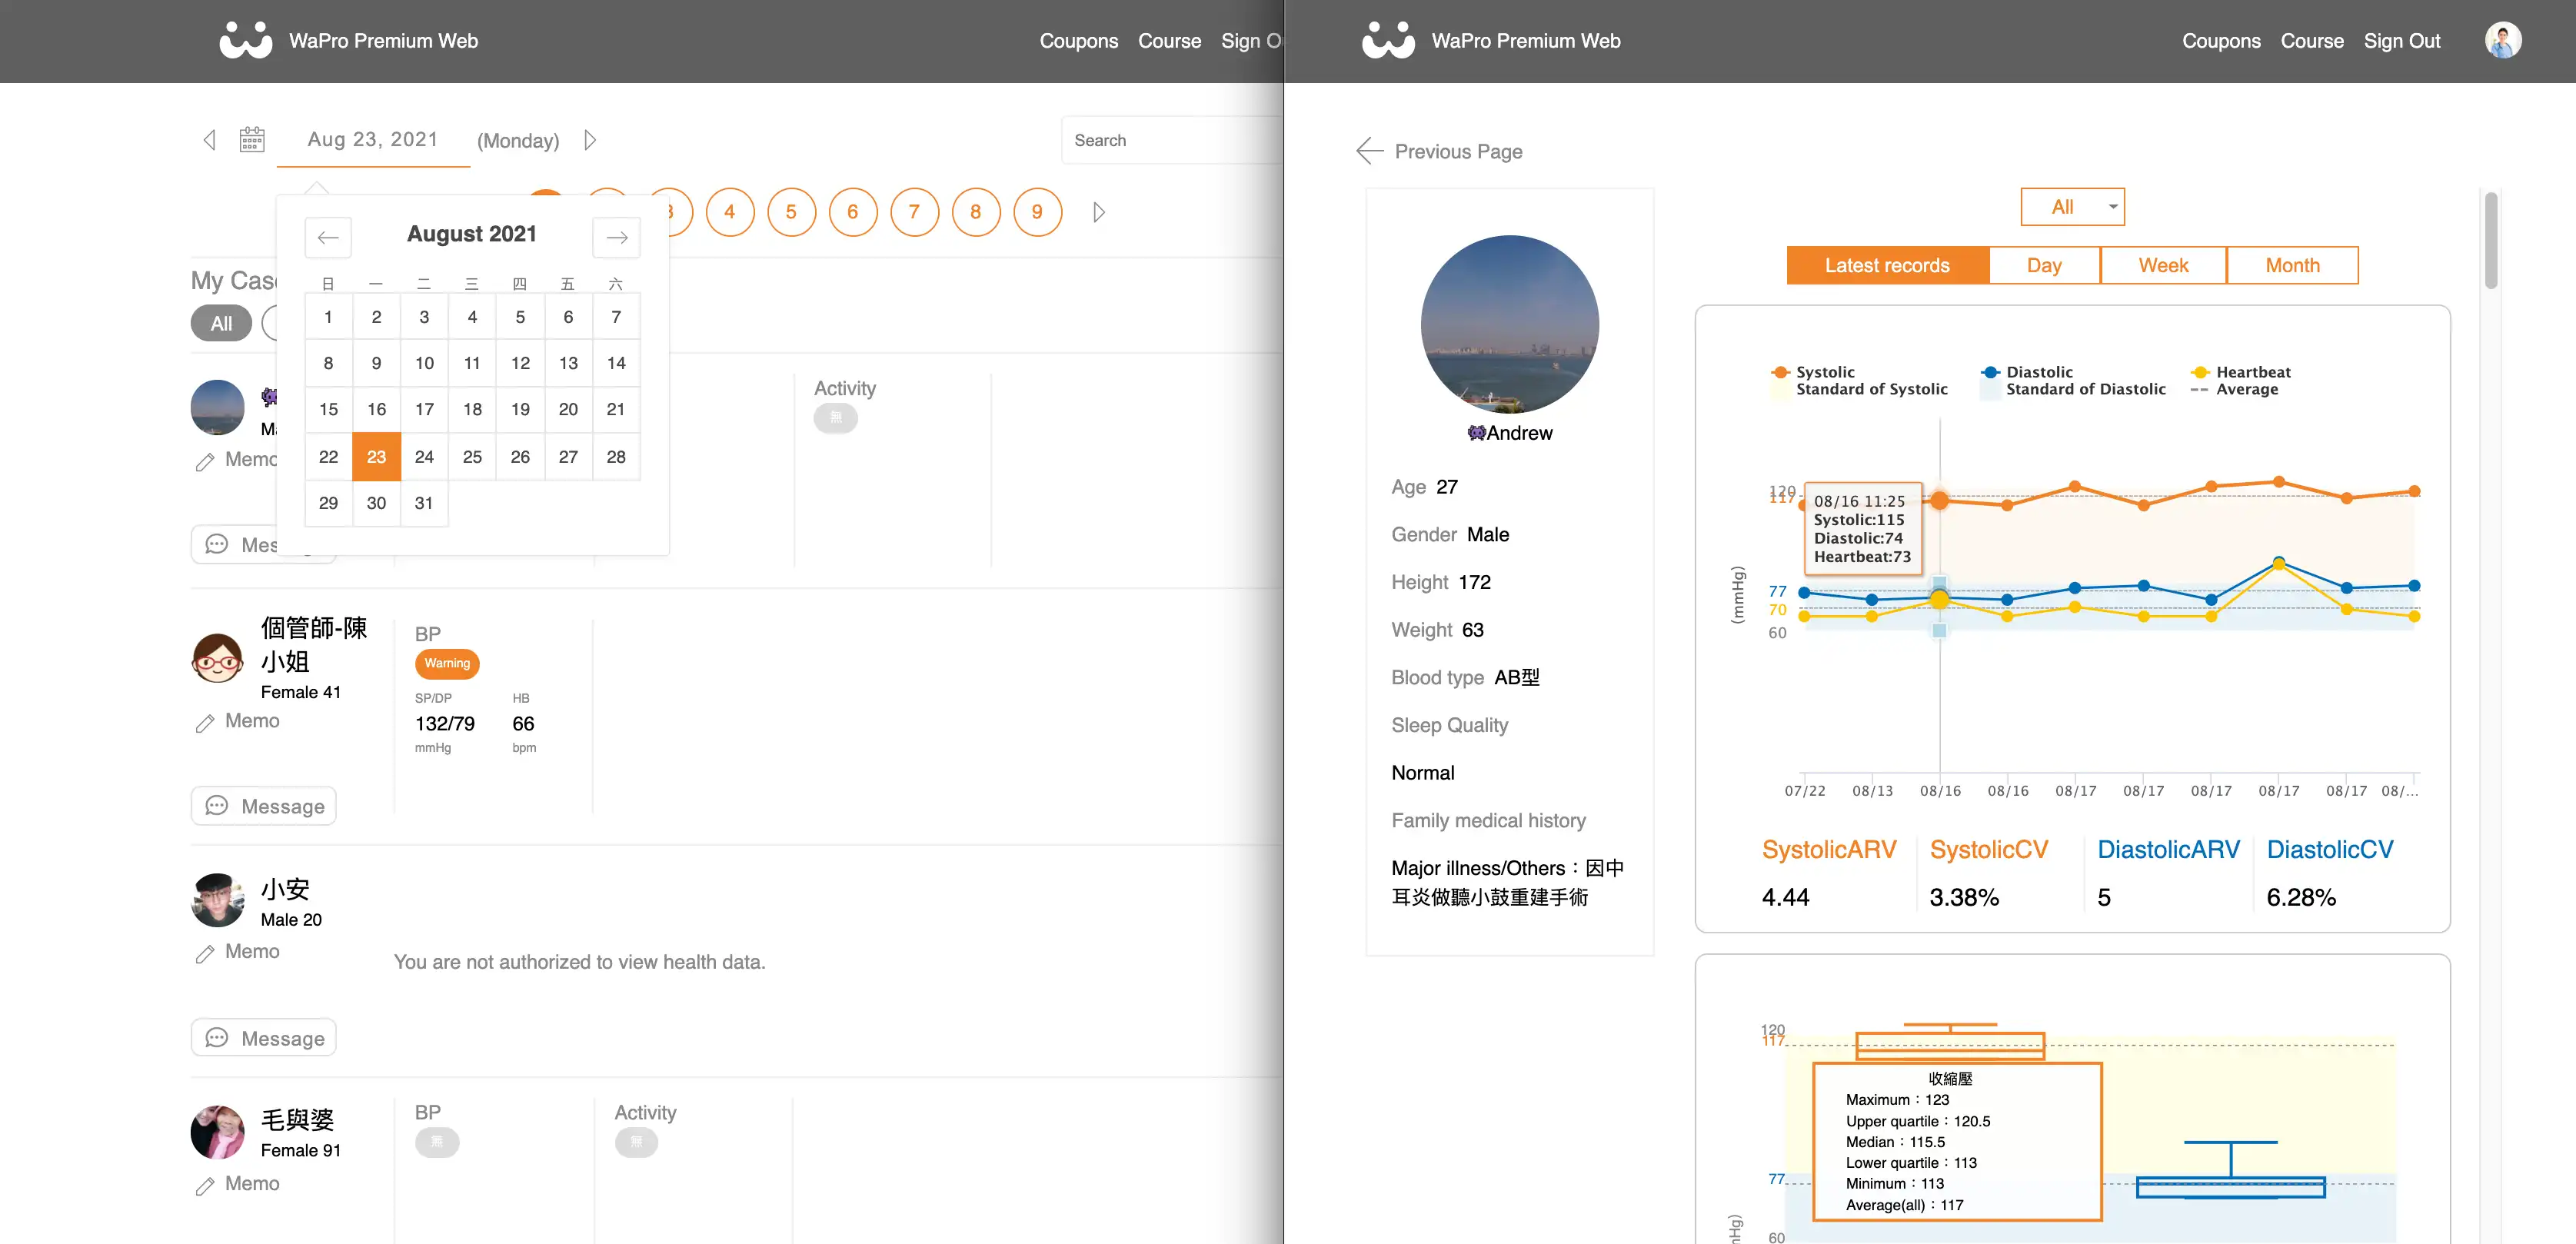 WaPro Premium Web
Coupons Course Sign
Aug 23, 2021 (Monday)
Search
4 5 6 7 8 9
August 2021
日 一 二 三 四 五 六
1 2 3 4 5 6 7
8 9 10 11 12 13 14
15 16 17 18 19 20 21
22 23 24 25 26 27 28
29 30 31
My
All
Memo
Activity
無
個管師-陳
小姐
Female 41
Memo
Message
BP
Warning
SP/DP HB
132/79 66
mmHg bpm
小安
Male 20
Memo
You are not authorized to view health data.
Message
毛與婆
Female 91
Memo
BP
無
Activity
無
WaPro Premium Web
Coupons Course Sign Out
Previous Page
👾Andrew
Age 27
Gender Male
Height 172
Weight 63
Blood type AB型
Sleep Quality
Normal
Family medical history
Major illness/Others：因中
耳炎做聽小鼓重建手術
All
Latest records Day Week Month
Systolic Diastolic Heartbeat
Standard of Systolic Standard of Diastolic Average
120
117
77
70
60
(mmHg)
08/16 11:25
Systolic:115
Diastolic:74
Heartbeat:73
07/22 08/13 08/16 08/16 08/17 08/17 08/17 08/17 08/17 08/...
SystolicARV SystolicCV DiastolicARV DiastolicCV
4.44 3.38% 5 6.28%
120
117
77
60
收縮壓
Maximum：123
Upper quartile：120.5
Median：115.5
Lower quartile：113
Minimum：113
Average(all)：117